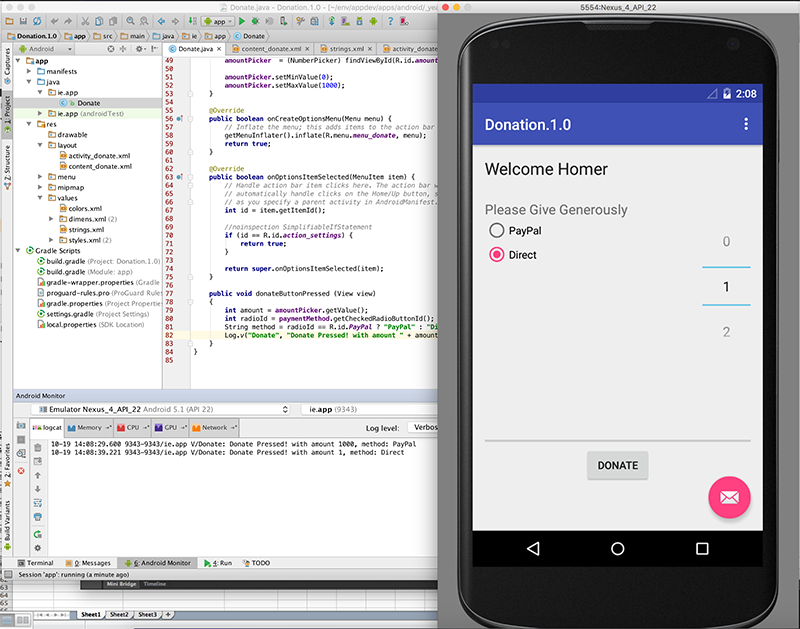 Donate.java - Donation.1.0 - [~/env/appdev/apps/android/_yea
app
Donation.1.0 app src main java ie app Donate
Android
Donate.java content_donate.xml strings.xml activity_donate
Captures
1: Project
7: Structure
2: Favorites
Build Variants
app
manifests
java
ie.app
Donate
ie.app (androidTest)
res
drawable
layout
activity_donate.xml
content_donate.xml
menu
mipmap
values
colors.xml
dimens.xml (2)
strings.xml
styles.xml (2)
Gradle Scripts
build.gradle (Project: Donation.1.0)
build.gradle (Module: app)
gradle-wrapper.properties (Gradle
proguard-rules.pro (ProGuard Rules
gradle.properties (Project Properties)
settings.gradle (Project Settings)
local.properties (SDK Location)
49 amountPicker = (NumberPicker) findViewById(R.id.amoun
50
51 amountPicker.setMinValue(0);
52 amountPicker.setMaxValue(1000);
53 }
54
55 @Override
56 public boolean onCreateOptionsMenu(Menu menu) {
57 // Inflate the menu; this adds items to the action bar
58 getMenuInflater().inflate(R.menu.menu_donate, menu);
59 return true;
60 }
61
62 @Override
63 public boolean onOptionsItemSelected(MenuItem item) {
64 // Handle action bar item clicks here. The action bar w
65 // automatically handle clicks on the Home/Up button, s
66 // as you specify a parent activity in AndroidManifest.
67 int id = item.getItemId();
68
69 //noinspection SimplifiableIfStatement
70 if (id == R.id.action_settings) {
71 return true;
72 }
73
74 return super.onOptionsItemSelected(item);
75 }
76
77 public void donateButtonPressed (View view)
78 {
79 int amount = amountPicker.getValue();
80 int radioId = paymentMethod.getCheckedRadioButtonId();
81 String method = radioId == R.id.PayPal ? "PayPal" : "Di
82 Log.v("Donate", "Donate Pressed! with amount " + amount
83 }
84 }
85
Android Monitor
Emulator Nexus_4_API_22 Android 5.1 (API 22) ie.app (9343)
logcat Memory CPU GPU Network Log level: Verbos
10-19 14:08:29.600 9343-9343/ie.app V/Donate: Donate Pressed! with amount 1000, method: PayPal
10-19 14:08:39.221 9343-9343/ie.app V/Donate: Donate Pressed! with amount 1, method: Direct
Terminal 0: Messages 6: Android Monitor 4: Run TODO
Session 'app': running (a minute ago)
Mini Bridge Timeline
Sheet1 Sheet2 Sheet3
5554:Nexus_4_API_22
2:08
Donation.1.0
Welcome Homer
Please Give Generously
PayPal
Direct
0
1
2
DONATE